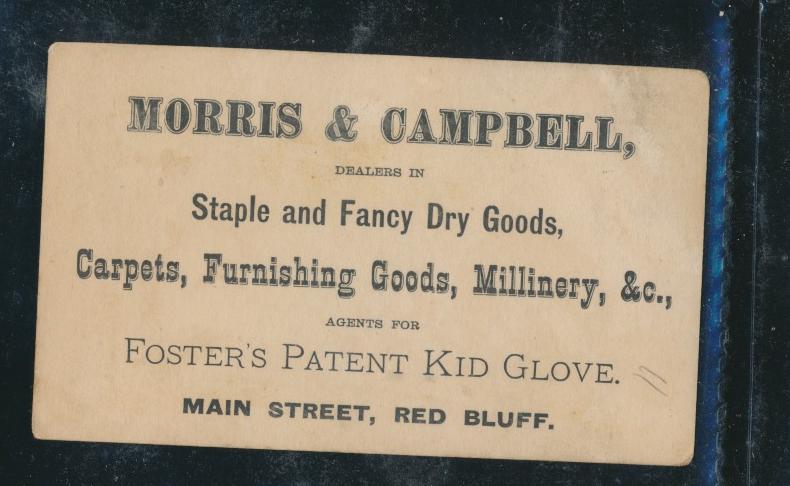 MORRIS & CAMPBELL,
DEALERS IN
Staple and Fancy Dry Goods,
Carpets, Furnishing Goods, Millinery, &c.,
AGENTS FOR
FOSTER'S PATENT KID GLOVE.
MAIN STREET, RED BLUFF.